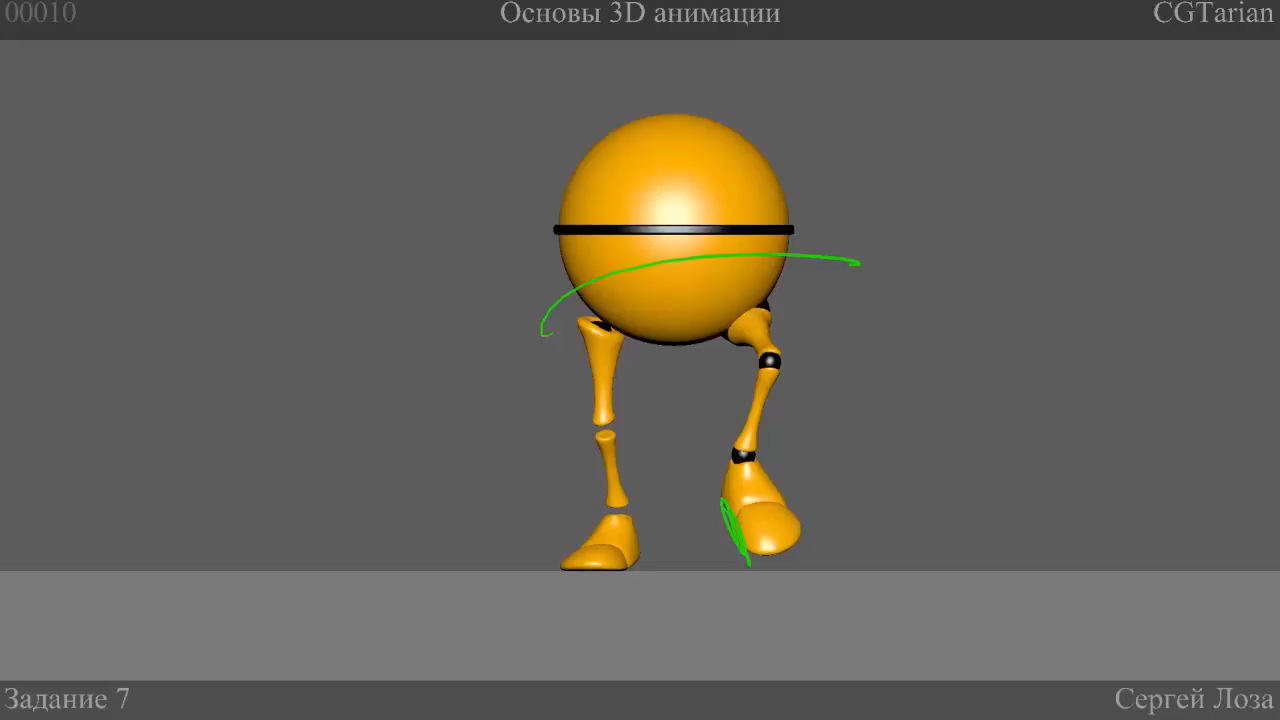 00010
Основы 3D анимации
CGTarian
Задание 7
Сергей Лоза